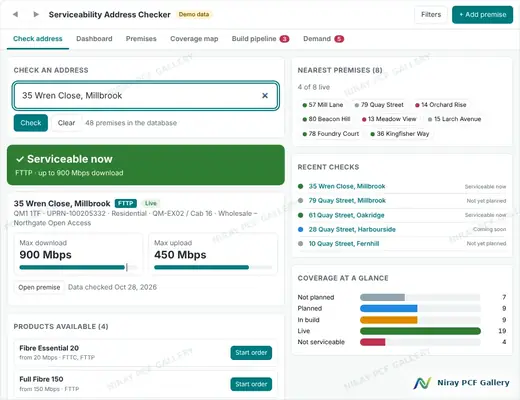 Serviceability Address Checker
Demo data
Filters
+ Add premise
Check address
Dashboard
Premises
Coverage map
Build pipeline 3
Demand 5
CHECK AN ADDRESS
35 Wren Close, Millbrook
Check
Clear
48 premises in the database
✓ Serviceable now
FTTP · up to 900 Mbps download
35 Wren Close, Millbrook FTTP Live
QM1 1TF · UPRN-100205332 · Residential · QM-EX02 / Cab 16 · Wholesale –
Northgate Open Access
Max download
900 Mbps
Max upload
450 Mbps
Open premise
Data checked Oct 28, 2026
PRODUCTS AVAILABLE (4)
Fibre Essential 20
from 20 Mbps · FTTC, FTTP
Start order
Full Fibre 150
from 150 Mbps · FTTP
Start order
NEAREST PREMISES (8)
4 of 8 live
57 Mill Lane
79 Quay Street
14 Orchard Rise
80 Beacon Hill
13 Meadow View
15 Larch Avenue
78 Foundry Court
36 Kingfisher Way
RECENT CHECKS
35 Wren Close, Millbrook Serviceable now
79 Quay Street, Millbrook Not yet planned
61 Quay Street, Oakridge Serviceable now
28 Quay Street, Harbourside Coming soon
10 Quay Street, Fernhill Not yet planned
COVERAGE AT A GLANCE
Not planned 7
Planned 9
In build 9
Live 19
Not serviceable 4
Niray PCF Gallery
NIRAY PCF GALLERY